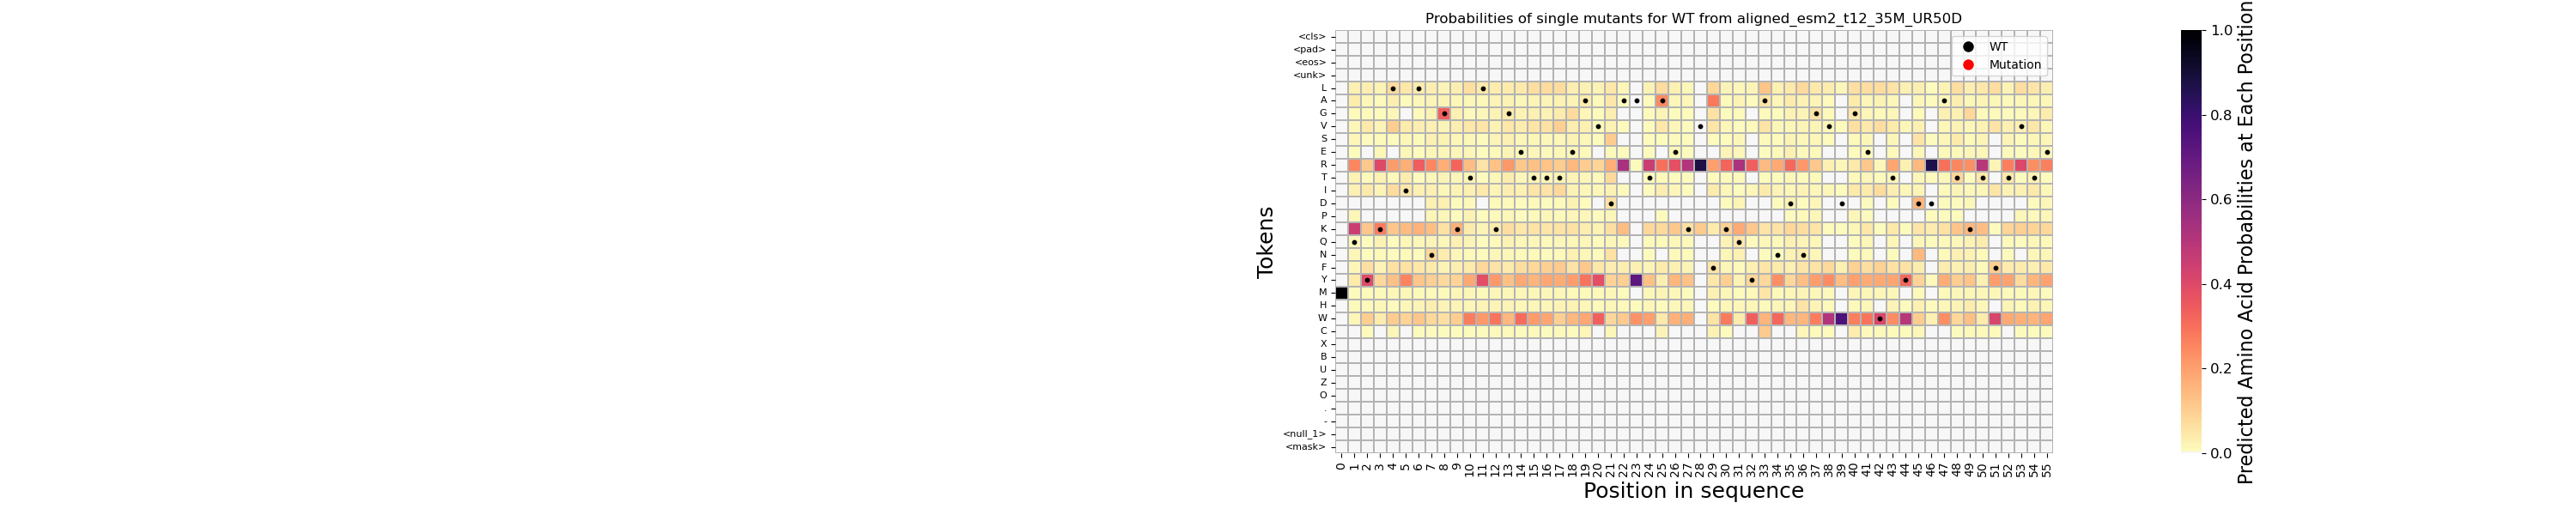 Probabilities of single mutants for WT from aligned_esm2_t12_35M_UR50D
<cls>
<pad>
<eos>
<unk>
L
A
G
V
S
E
R
T
I
D
P
K
Q
N
F
Y
M
H
W
C
X
B
U
Z
O
.
-
<null_1>
<mask>
Tokens
WT
Mutation
0 1 2 3 4 5 6 7 8 9 10 11 12 13 14 15 16 17 18 19 20 21 22 23 24 25 26 27 28 29 30 31 32 33 34 35 36 37 38 39 40 41 42 43 44 45 46 47 48 49 50 51 52 53 54 55
Position in sequence
1.0
0.8
0.6
0.4
0.2
0.0
Predicted Amino Acid Probabilities at Each Position